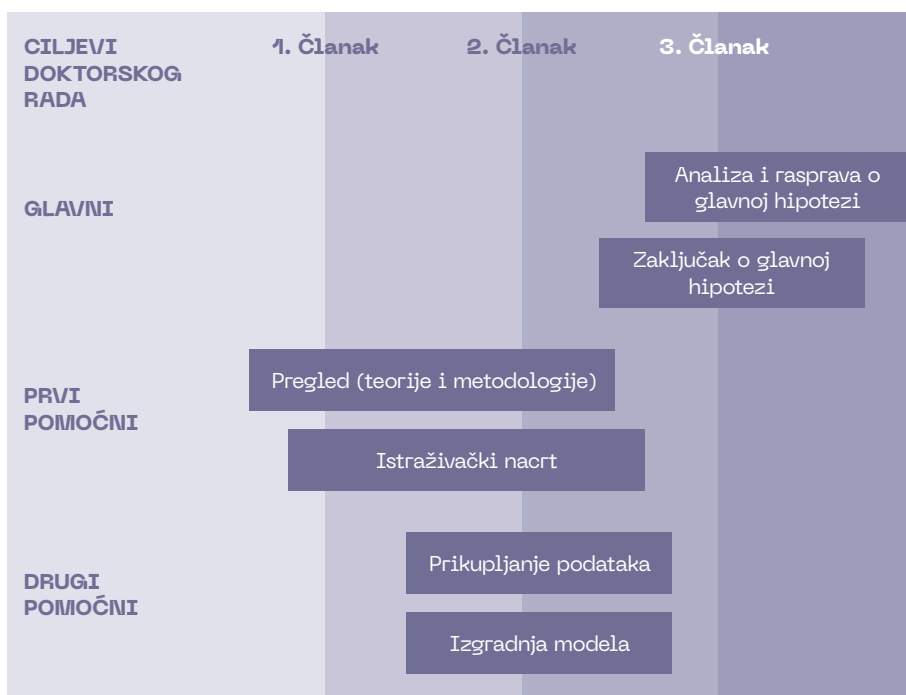 CILJEVI
DOKTORSKOG
RADA
1. Članak
2. Članak
3. Članak
GLAVNI
Analiza i rasprava o
glavnoj hipotezi
Zaključak o glavnoj
hipotezi
PRVI
POMOĆNI
Pregled (teorije i metodologije)
Istraživački nacrt
DRUGI
POMOĆNI
Prikupljanje podataka
Izgradnja modela